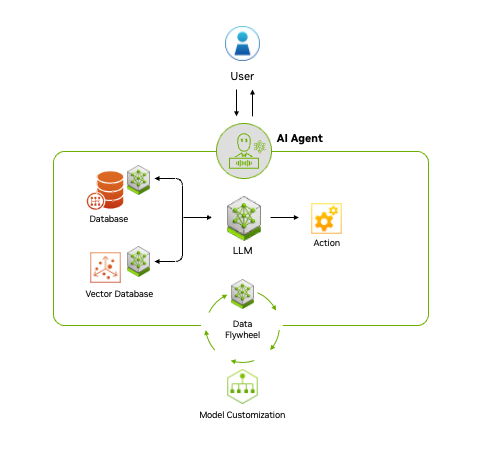 User
AI Agent
Database
LLM
Action
Vector Database
Data
Flywheel
Model Customization